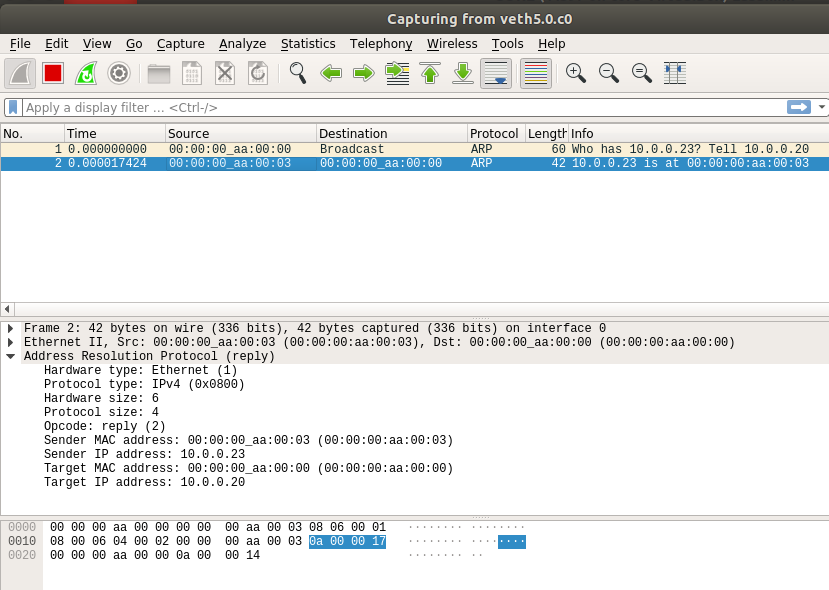 Capturing from veth5.0.c0
File Edit View Go Capture Analyze Statistics Telephony Wireless Tools Help
Apply a display filter ... <Ctrl-/>
No. Time Source Destination Protocol Length Info
1 0.000000000 00:00:00_aa:00:00 Broadcast ARP 60 Who has 10.0.0.23? Tell 10.0.0.20
2 0.000017424 00:00:00_aa:00:03 00:00:00_aa:00:00 ARP 42 10.0.0.23 is at 00:00:00:aa:00:03
Frame 2: 42 bytes on wire (336 bits), 42 bytes captured (336 bits) on interface 0
Ethernet II, Src: 00:00:00_aa:00:03 (00:00:00:aa:00:03), Dst: 00:00:00_aa:00:00 (00:00:00:aa:00:00)
Address Resolution Protocol (reply)
Hardware type: Ethernet (1)
Protocol type: IPv4 (0x0800)
Hardware size: 6
Protocol size: 4
Opcode: reply (2)
Sender MAC address: 00:00:00_aa:00:03 (00:00:00:aa:00:03)
Sender IP address: 10.0.0.23
Target MAC address: 00:00:00_aa:00:00 (00:00:00:aa:00:00)
Target IP address: 10.0.0.20
0000 00 00 00 aa 00 00 00 00 00 aa 00 03 08 06 00 01 ········ ········
0010 08 00 06 04 00 02 00 00 00 aa 00 03 0a 00 00 17 ········ ········
0020 00 00 00 aa 00 00 0a 00 00 14 ········ ··